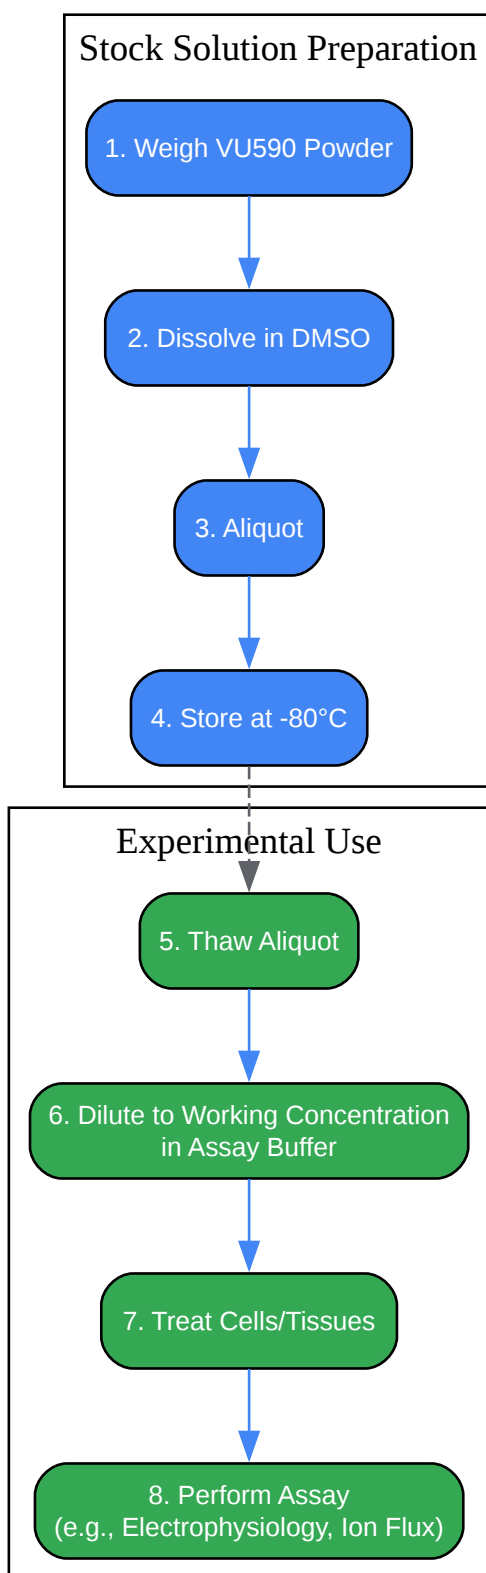 Stock Solution Preparation
1. Weigh VU590 Powder
2. Dissolve in DMSO
3. Aliquot
4. Store at -80°C
Experimental Use
5. Thaw Aliquot
6. Dilute to Working Concentration
in Assay Buffer
7. Treat Cells/Tissues
8. Perform Assay
(e.g., Electrophysiology, Ion Flux)